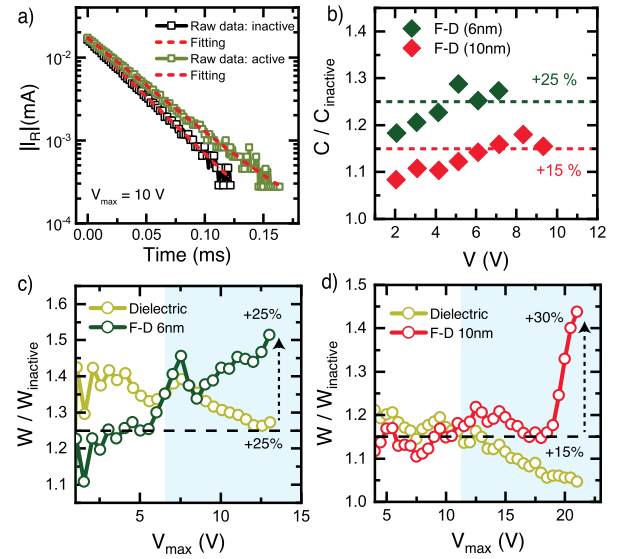 a)
Raw data: inactive
Fitting
Raw data: active
Fitting
|I_R|(mA)
10⁻²
10⁻³
10⁻⁴
V_max = 10 V
0.00 0.05 0.10 0.15
Time (ms)
b)
F-D (6nm)
F-D (10nm)
C / C_inactive
1.4
1.3
1.2
1.1
1.0
+25 %
+15 %
0 2 4 6 8 10 12
V (V)
c)
Dielectric
F-D 6nm
W / W_inactive
1.6
1.5
1.4
1.3
1.2
1.1
+25%
+25%
5 10 15
V_max (V)
d)
Dielectric
F-D 10nm
W / W_inactive
1.5
1.4
1.3
1.2
1.1
1.0
+30%
+15%
5 10 15 20
V_max (V)